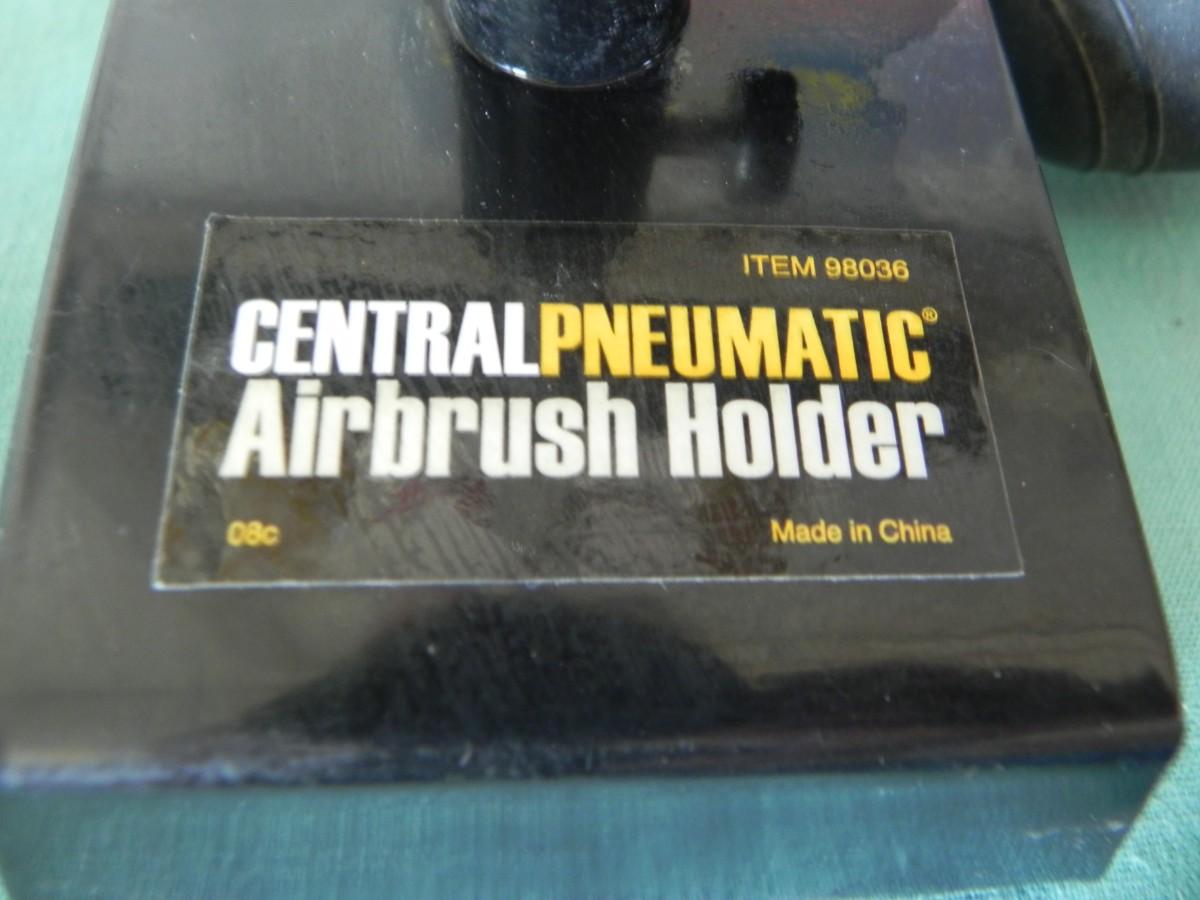 ITEM 98036
CENTRALPNEUMATIC®
Airbrush Holder
08c
Made in China